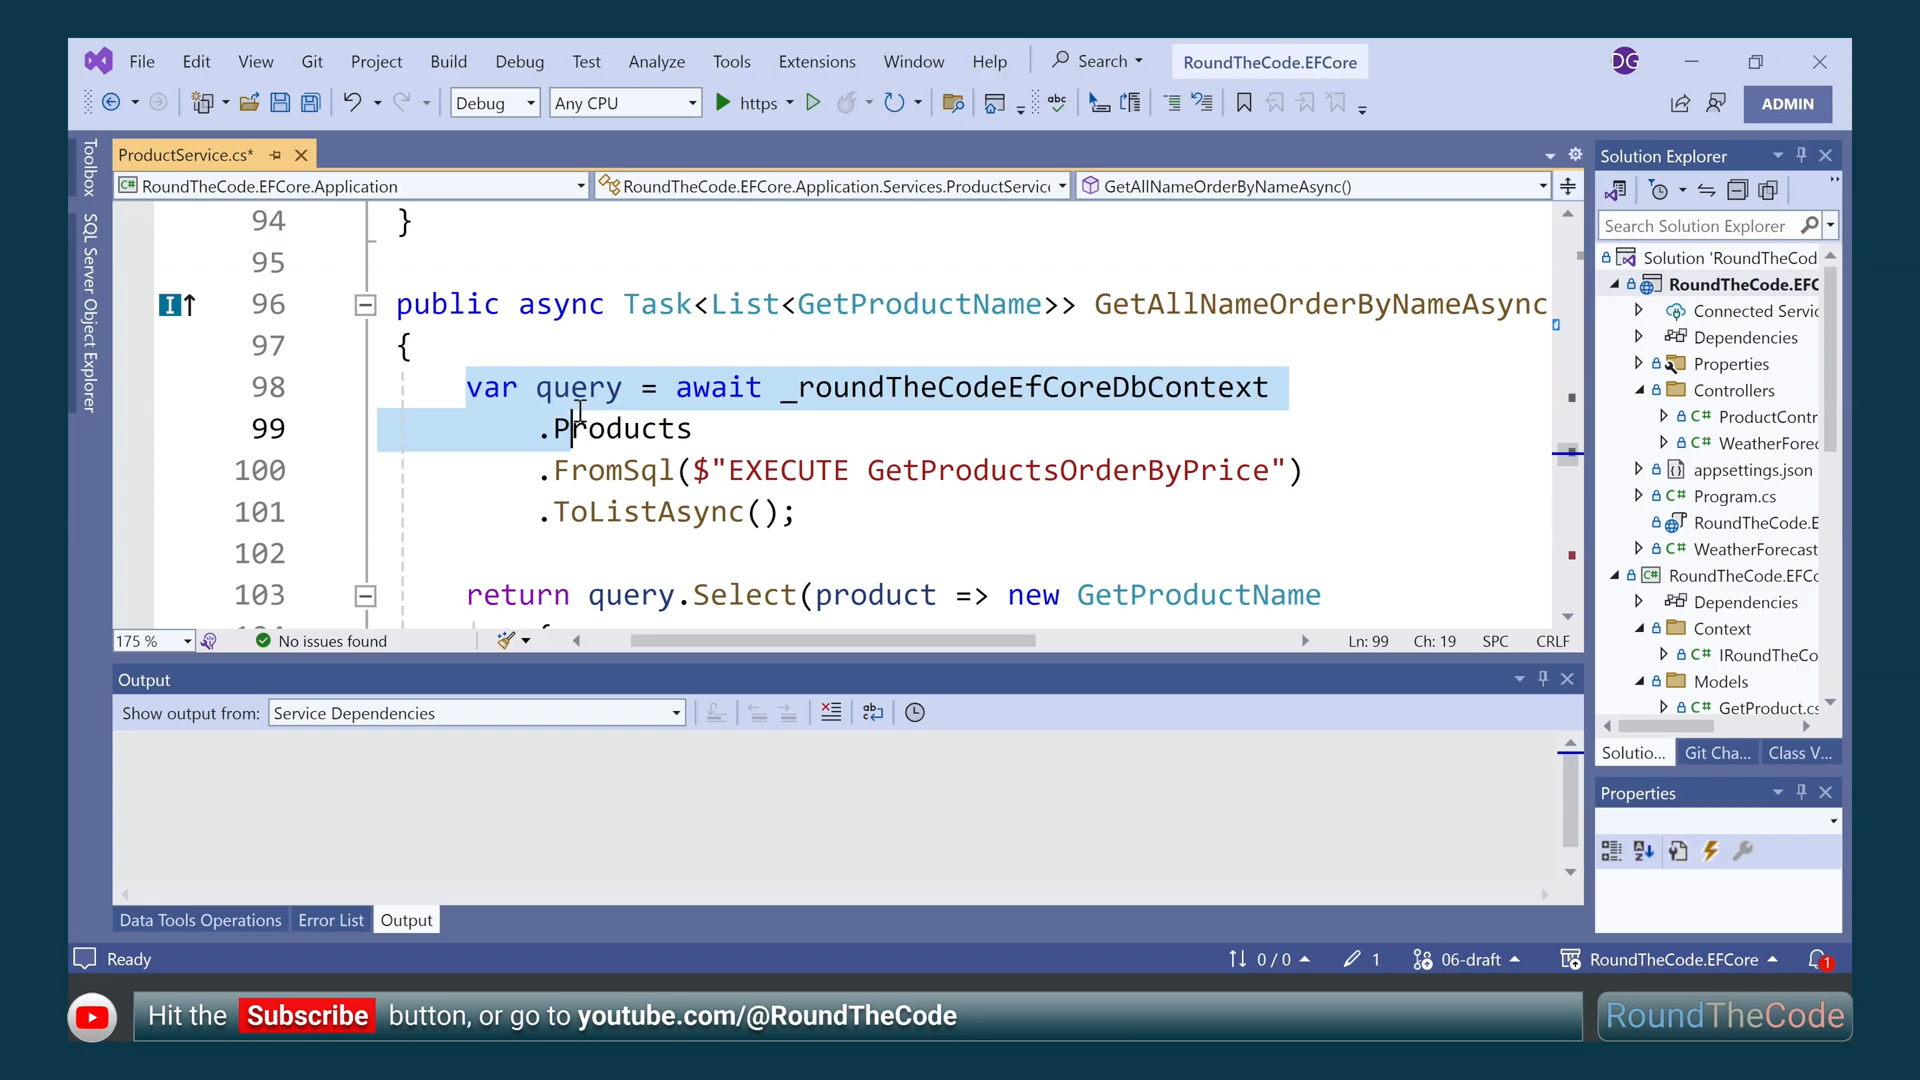 File Edit View Git Project Build Debug Test Analyze Tools Extensions Window Help Search RoundTheCode.EFCore DG
Debug Any CPU https ADMIN
Toolbox
SQL Server Object Explorer
ProductService.cs*
RoundTheCode.EFCore.Application RoundTheCode.EFCore.Application.Services.ProductServic GetAllNameOrderByNameAsync()
94 }
95
96 public async Task<List<GetProductName>> GetAllNameOrderByNameAsync
97 {
98 var query = await _roundTheCodeEfCoreDbContext
99 .Products
100 .FromSql($"EXECUTE GetProductsOrderByPrice")
101 .ToListAsync();
102
103 return query.Select(product => new GetProductName
175 % No issues found Ln: 99 Ch: 19 SPC CRLF
Output
Show output from: Service Dependencies
Data Tools Operations Error List Output
Solution Explorer
Search Solution Explorer
Solution 'RoundTheCod
RoundTheCode.EFC
Connected Servic
Dependencies
Properties
Controllers
C# ProductContr
C# WeatherForec
appsettings.json
C# Program.cs
RoundTheCode.E
C# WeatherForecast
C# RoundTheCode.EFCo
Dependencies
Context
C# IRoundTheCo
Models
C# GetProduct.cs
Solutio... Git Cha... Class V...
Properties
Ready 0 / 0 1 06-draft RoundTheCode.EFCore 1
Hit the Subscribe button, or go to youtube.com/@RoundTheCode
RoundTheCode